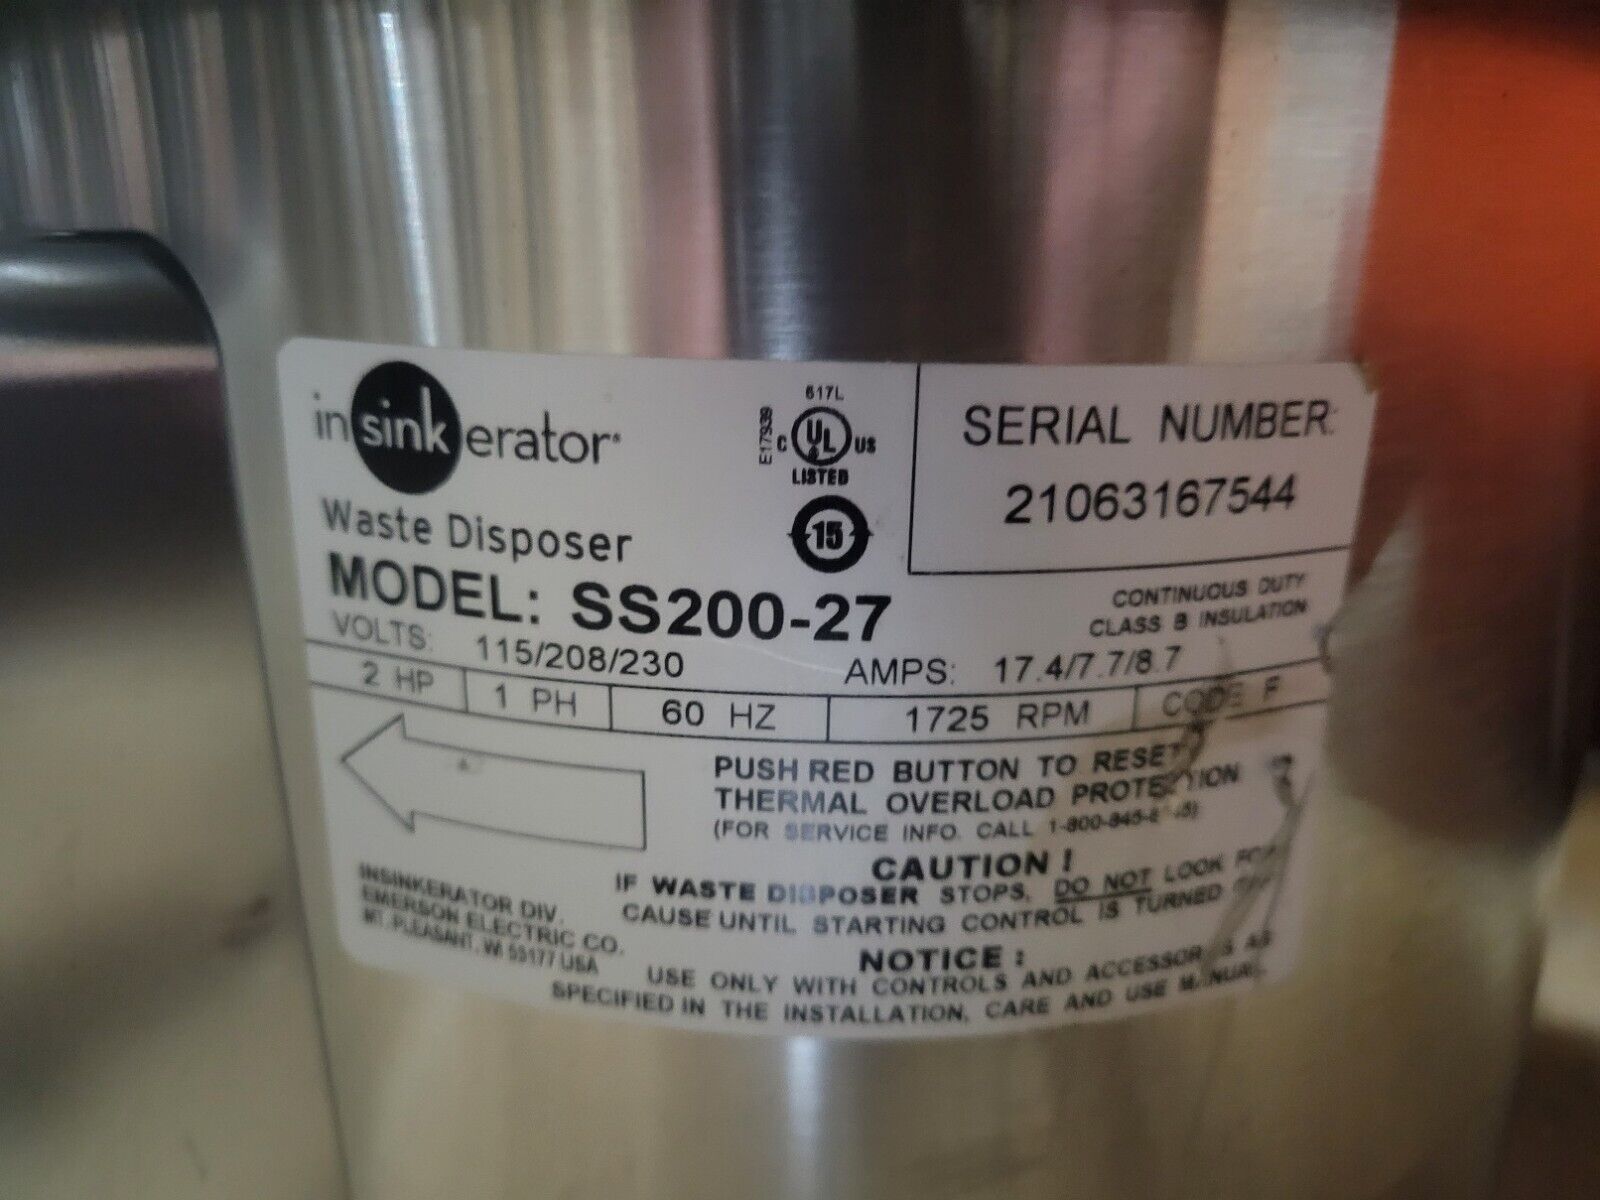 insinkerator
617L
E17939
C UL US
LISTED
15
SERIAL NUMBER:
21063167544
Waste Disposer
MODEL: SS200-27
CONTINUOUS DUTY
CLASS B INSULATION
VOLTS: 115/208/230 AMPS: 17.4/7.7/8.7
2 HP 1 PH 60 HZ 1725 RPM CODE F
PUSH RED BUTTON TO RESET
THERMAL OVERLOAD PROTECTION
(FOR SERVICE INFO. CALL
CAUTION !
IF WASTE DISPOSER STOPS, DO NOT LOOK FOR
CAUSE UNTIL STARTING CONTROL IS TURNED
NOTICE :
USE ONLY WITH CONTROLS AND ACCESSORIES AS
SPECIFIED IN THE INSTALLATION, CARE AND USE MANUAL
INSINKERATOR DIV.
EMERSON ELECTRIC CO.
MT. PLEASANT, WI 53177 USA